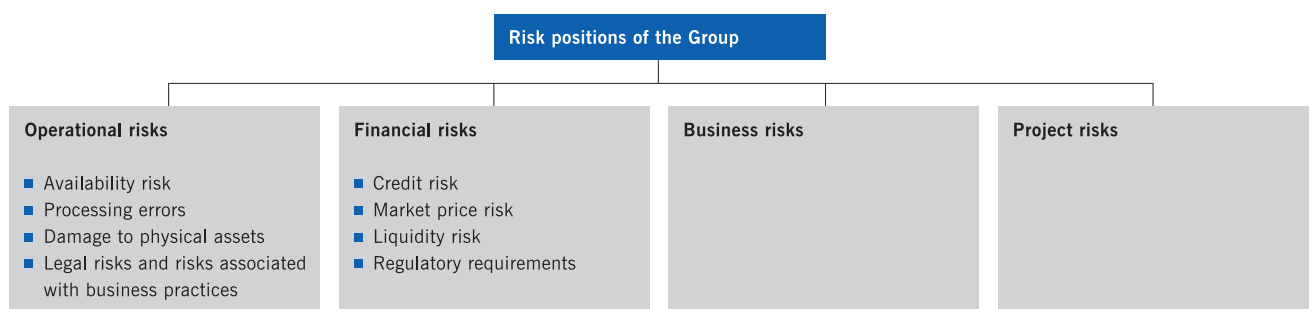 Risk positions of the Group
Operational risks
Availability risk
Processing errors
Damage to physical assets
Legal risks and risks associated
with business practices
Financial risks
Credit risk
Market price risk
Liquidity risk
Regulatory requirements
Business risks
Project risks